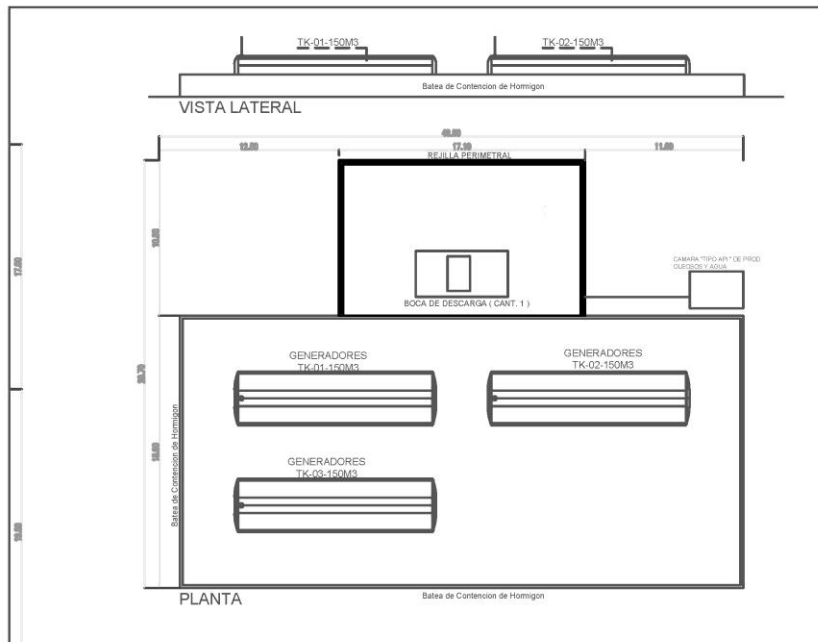 TK-01-150M3
TK-02-150M3
Batea de Contencion de Hormigon
VISTA LATERAL
17.10
REJILLA PERIMETRAL
CAMARA "TIPO API" DE PROD.
OLEOSOS Y AGUA
BOCA DE DESCARGA ( CANT. 1 )
GENERADORES
TK-01-150M3
GENERADORES
TK-02-150M3
GENERADORES
TK-03-150M3
Batea de Contencion de Hormigon
PLANTA
Batea de Contencion de Hormigon